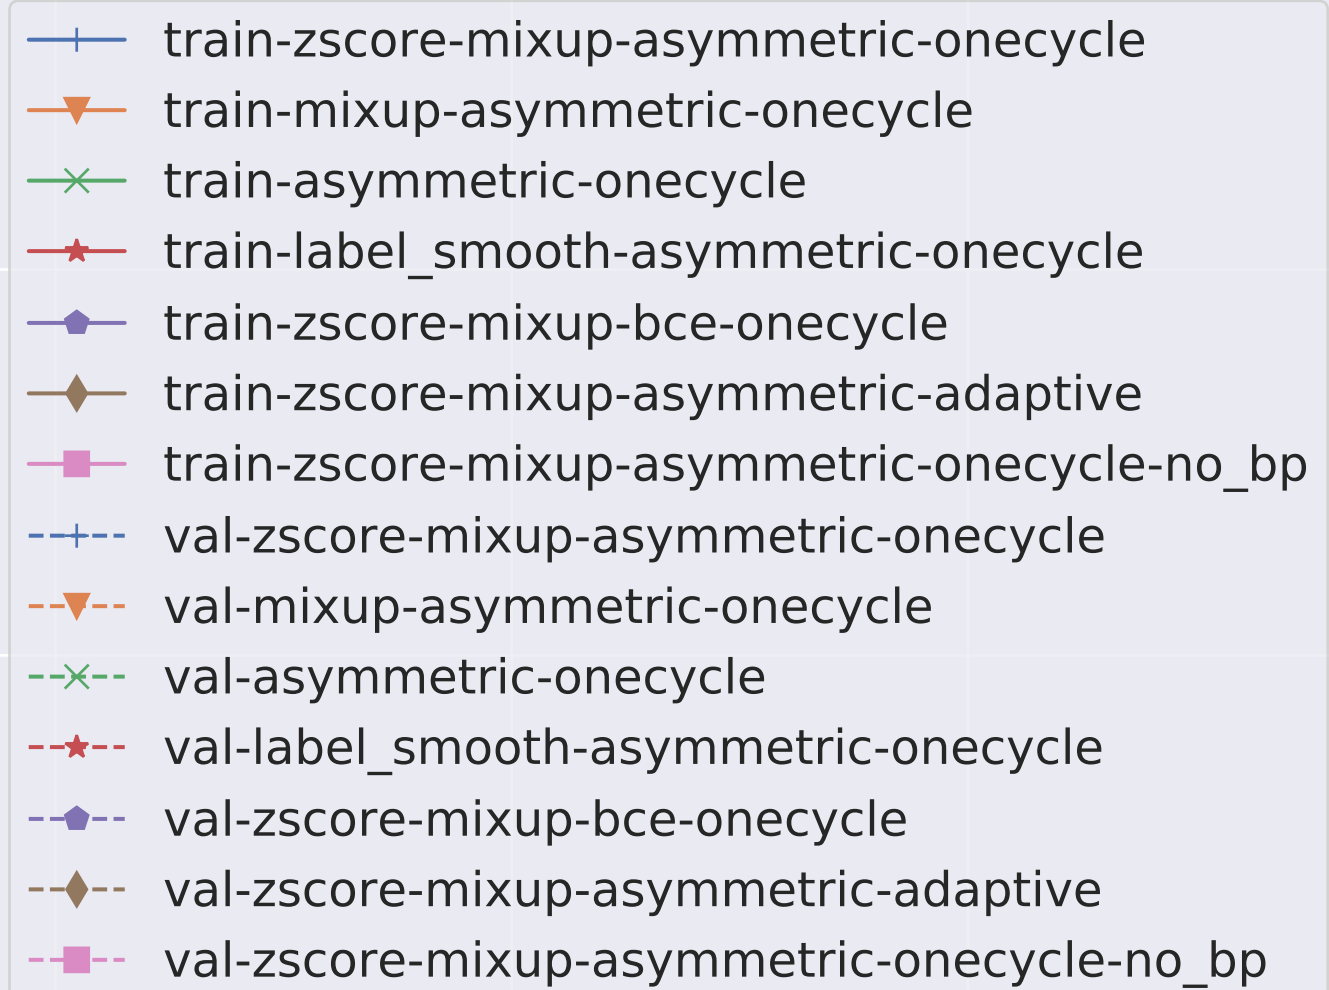 train-zscore-mixup-asymmetric-onecycle
train-mixup-asymmetric-onecycle
train-asymmetric-onecycle
train-label_smooth-asymmetric-onecycle
train-zscore-mixup-bce-onecycle
train-zscore-mixup-asymmetric-adaptive
train-zscore-mixup-asymmetric-onecycle-no_bp
val-zscore-mixup-asymmetric-onecycle
val-mixup-asymmetric-onecycle
val-asymmetric-onecycle
val-label_smooth-asymmetric-onecycle
val-zscore-mixup-bce-onecycle
val-zscore-mixup-asymmetric-adaptive
val-zscore-mixup-asymmetric-onecycle-no_bp